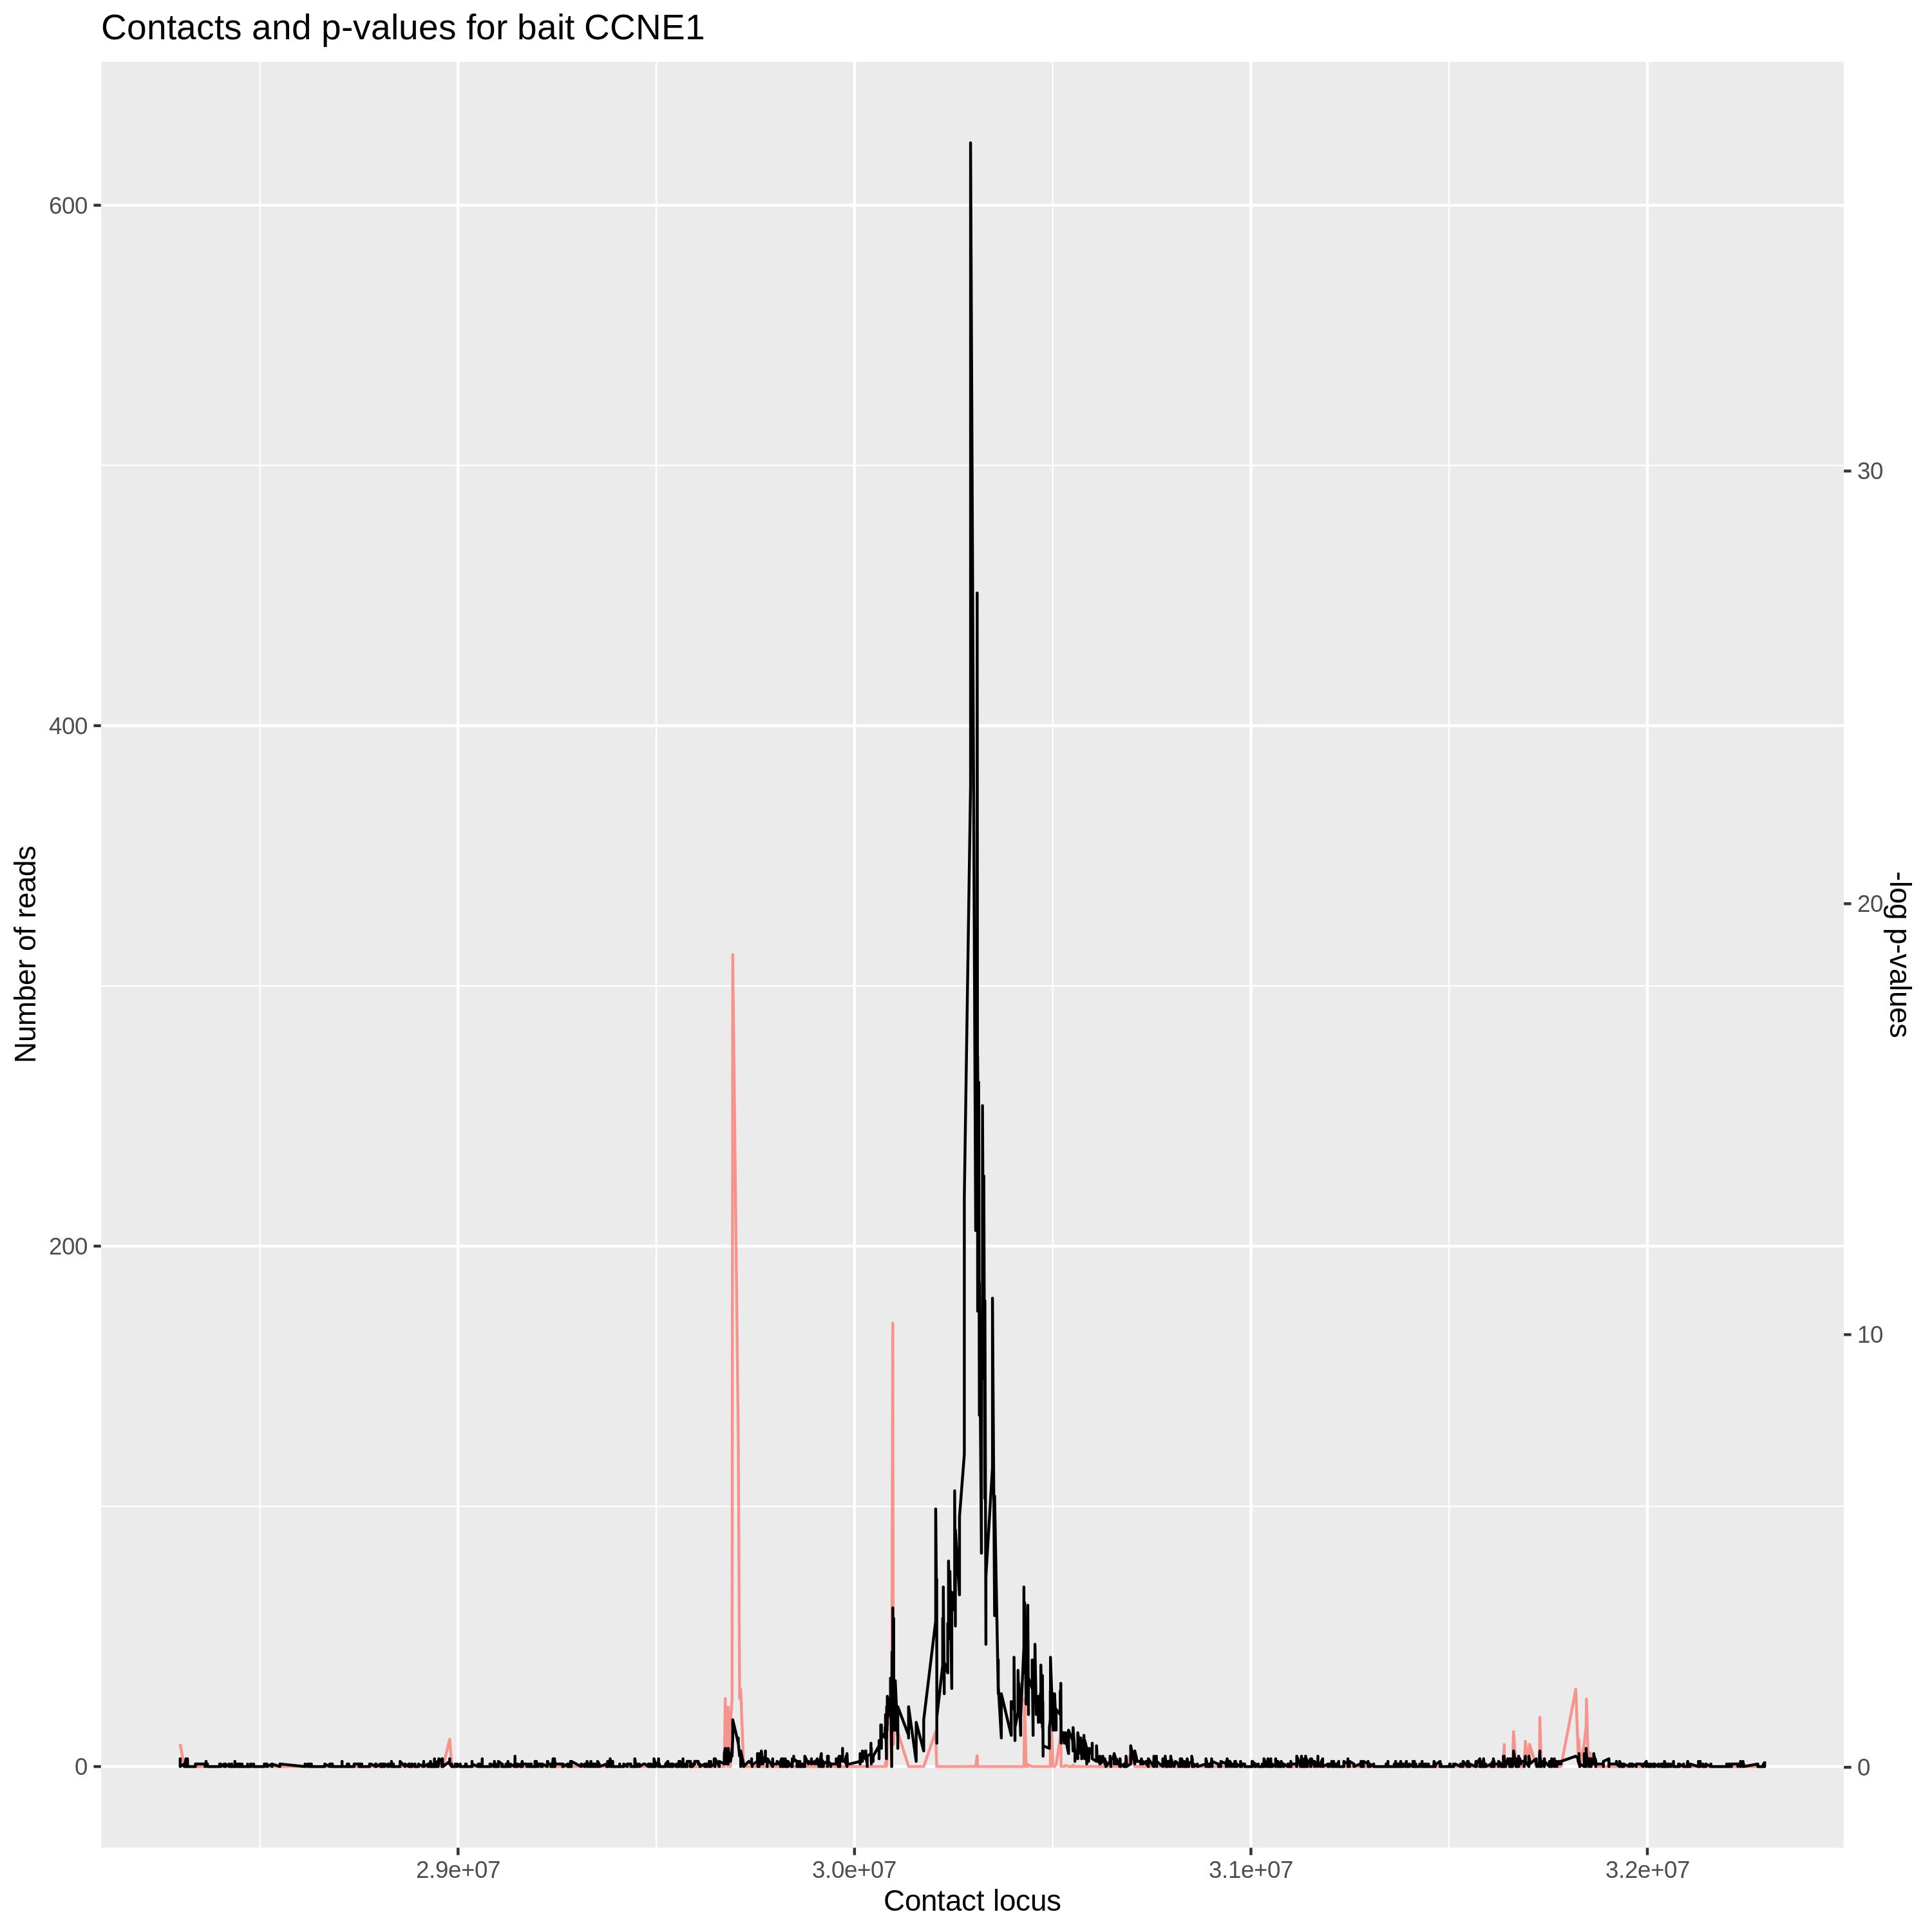 Contacts and p-values for bait CCNE1
600
400
200
0
30
20
10
0
Number of reads
-log p-values
2.9e+07 3.0e+07 3.1e+07 3.2e+07
Contact locus